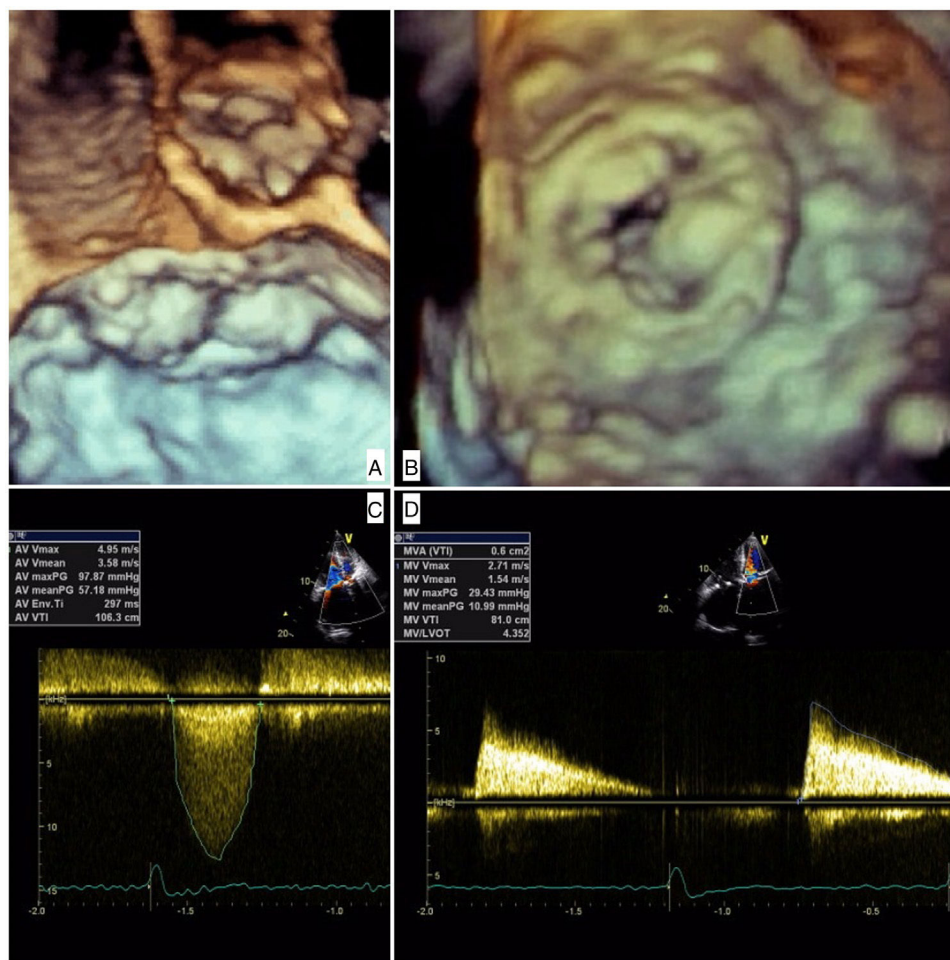 A
B
C
AV Vmax 4.95 m/s
AV Vmean 3.58 m/s
AV maxPG 97.87 mmHg
AV meanPG 57.18 mmHg
AV Env.Ti 297 ms
AV VTI 106.3 cm
V
10
20
[kHz]
5
10
15
-2.0 -1.5 -1.0
D
MVA (VTI) 0.6 cm2
MV Vmax 2.71 m/s
MV Vmean 1.54 m/s
MV maxPG 29.43 mmHg
MV meanPG 10.99 mmHg
MV VTI 81.0 cm
MV/LVOT 4.352
V
10
20
10
5
[kHz]
5
-2.0 -1.5 -1.0 -0.5